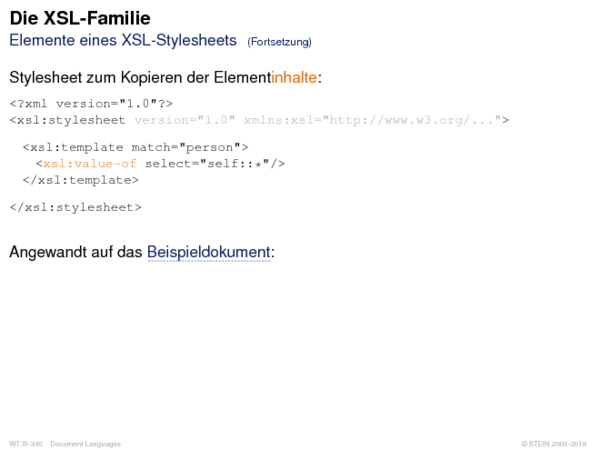 Die XSL-Familie
Elemente eines XSL-Stylesheets (Fortsetzung)
Stylesheet zum Kopieren der Elementinhalte:
<?xml version="1.0"?>
<xsl:stylesheet version="1.0" xmlns:xsl="http://www.w3.org/...">
<xsl:template match="person">
<xsl:value-of select="self::*"/>
</xsl:template>
</xsl:stylesheet>
Angewandt auf das Beispieldokument:
WT:III-345 Document Languages © STEIN 2005-2018